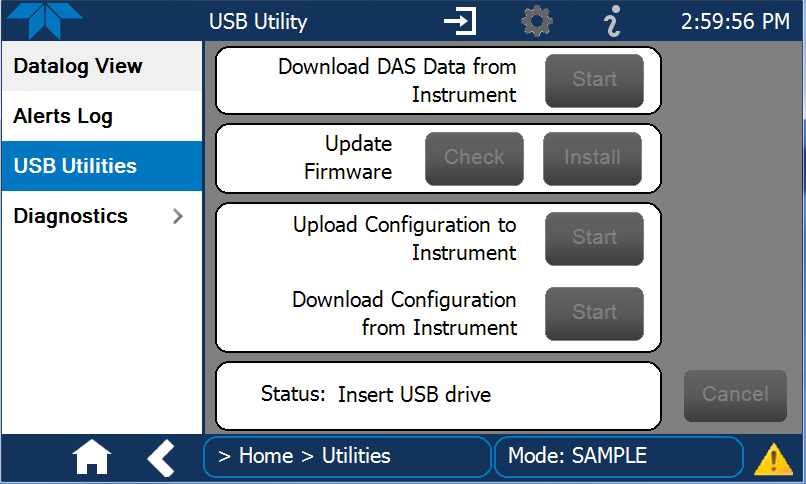 USB Utility
2:59:56 PM
Datalog View
Alerts Log
USB Utilities
Diagnostics
Download DAS Data from
Instrument
Start
Update
Firmware
Check
Install
Upload Configuration to
Instrument
Start
Download Configuration
from Instrument
Start
Status: Insert USB drive
Cancel
> Home > Utilities
Mode: SAMPLE